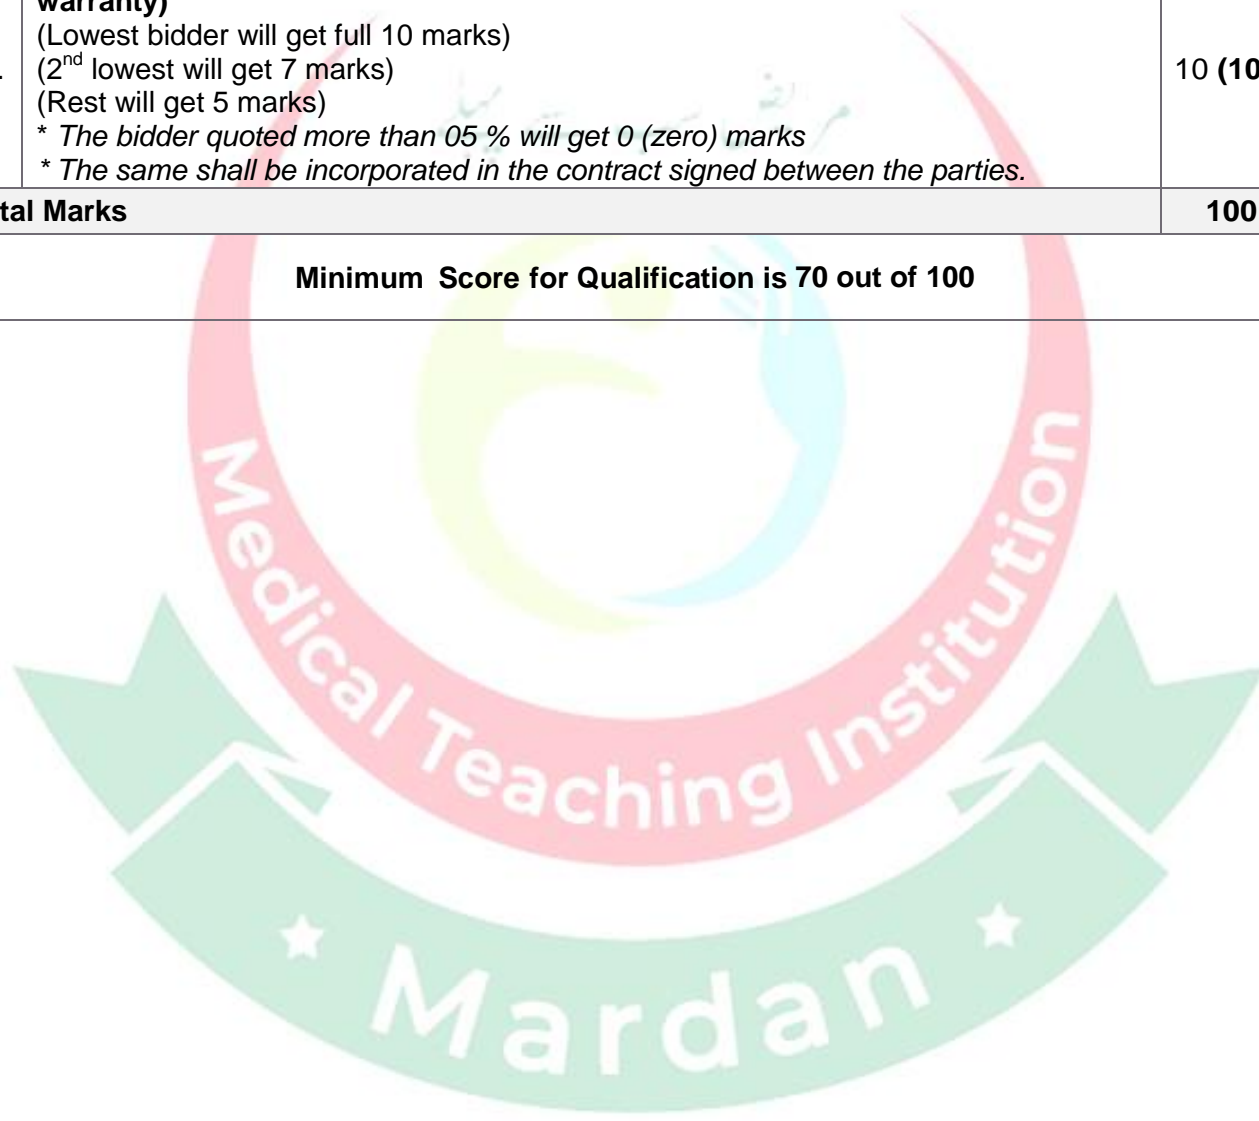 warranty)
(Lowest bidder will get full 10 marks)
. (2nd lowest will get 7 marks) 10 (10
(Rest will get 5 marks)
* The bidder quoted more than 05 % will get 0 (zero) marks
* The same shall be incorporated in the contract signed between the parties.
tal Marks 100
Minimum Score for Qualification is 70 out of 100
Medical Teaching Institution
Mardan